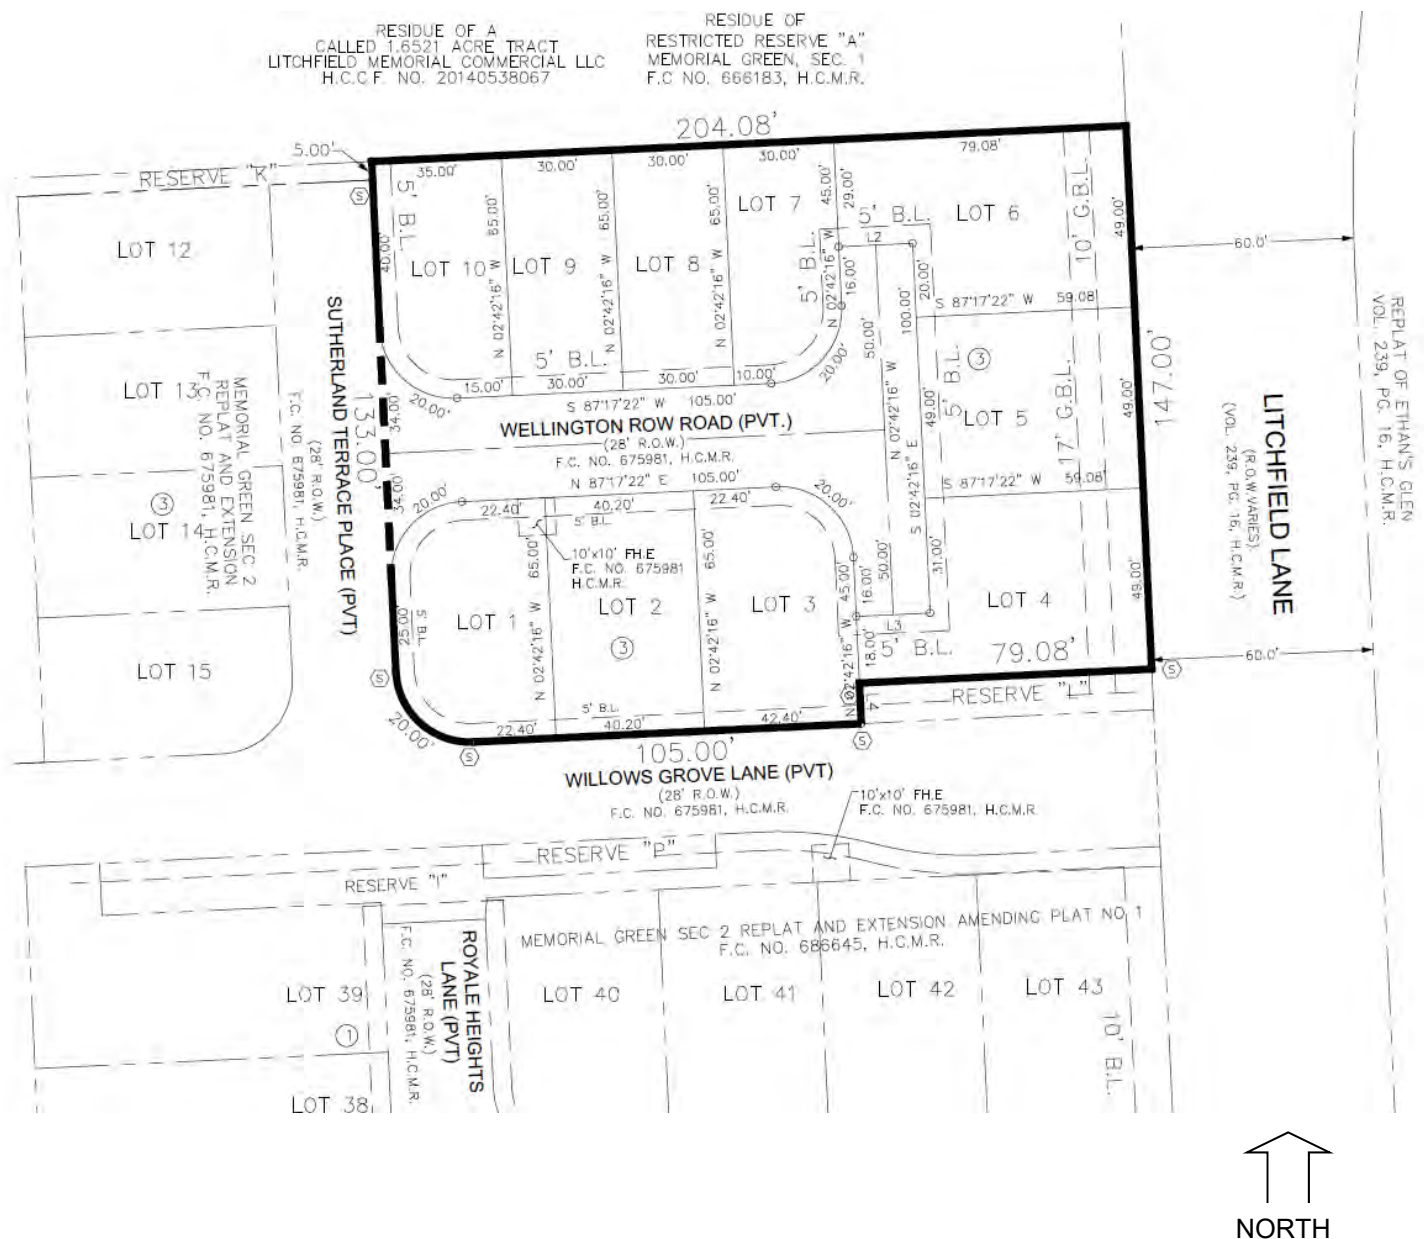 RESIDUE OF A
CALLED 1.6521 ACRE TRACT
LITCHFIELD MEMORIAL COMMERCIAL LLC
H.C.C.F. NO. 20140538067
RESIDUE OF
RESTRICTED RESERVE "A"
MEMORIAL GREEN, SEC. 1
F.C NO. 666183, H.C.M.R.
204.08'
5.00'
RESERVE "K"
35.00'
30.00'
30.00'
30.00'
79.08'
S
5' B.L.
40.00'
LOT 10
N 02°42'16" W 65.00'
LOT 9
N 02°42'16" W 65.00'
LOT 8
N 02°42'16" W 65.00'
LOT 7
45.00'
N 02°42'16" W
29.00'
5' B.L.
5' B.L.
L2
16.00'
LOT 6
10' G.B.L.
49.00'
20.00'
100.00'
50.00'
S 87°17'22" W 59.08'
60.0'
LOT 12
LOT 13
LOT 14
LOT 15
3
MEMORIAL GREEN SEC 2
REPLAT AND EXTENSION
F.C. NO. 675981, H.C.M.R.
SUTHERLAND TERRACE PLACE (PVT)
(28' R.O.W.)
F.C. NO. 675981, H.C.M.R.
133.00'
34.00'
34.00'
20.00'
15.00'
5' B.L.
30.00'
30.00'
10.00'
20.00'
S 87°17'22" W 105.00'
WELLINGTON ROW ROAD (PVT.)
(28' R.O.W.)
F.C. NO. 675981, H.C.M.R.
N 87°17'22" E 105.00'
N 02°42'16" W
S 02°42'16" E
49.00'
5' B.L.
3
LOT 5
17' G.B.L.
49.00'
147.00'
S 87°17'22" W 59.08'
LITCHFIELD LANE
(R.O.W.VARIES)
(VOL. 239, PG. 16, H.C.M.R.)
REPLAT OF ETHAN'S GLEN
VOL. 239, PG. 16, H.C.M.R.
20.00'
22.40'
40.20'
22.40'
20.00'
5' B.L.
10'x10' FH.E
F.C. NO. 675981
H.C.M.R.
65.00'
N 02°42'16" W
N 02°42'16" W 65.00'
45.00'
N 02°42'16" W
16.00'
50.00'
31.00'
25.00'
5' B.L.
LOT 1
LOT 2
3
LOT 3
LOT 4
49.00'
L3
18.00'
5' B.L.
79.08'
60.0'
S
S
S
L4
RESERVE "L"
20.00'
22.40'
5' B.L.
40.20'
42.40'
S
S
105.00'
WILLOWS GROVE LANE (PVT)
(28' R.O.W.)
F.C. NO. 675981, H.C.M.R.
10'x10' FH.E
F.C. NO. 675981, H.C.M.R.
RESERVE "P"
RESERVE "I"
MEMORIAL GREEN SEC 2 REPLAT AND EXTENSION AMENDING PLAT NO 1
F.C. NO. 686645, H.C.M.R.
ROYALE HEIGHTS
LANE (PVT)
(28' R.O.W.)
F.C. NO. 675981, H.C.M.R.
LOT 39
1
LOT 38
LOT 40
LOT 41
LOT 42
LOT 43
10' B.L.
NORTH